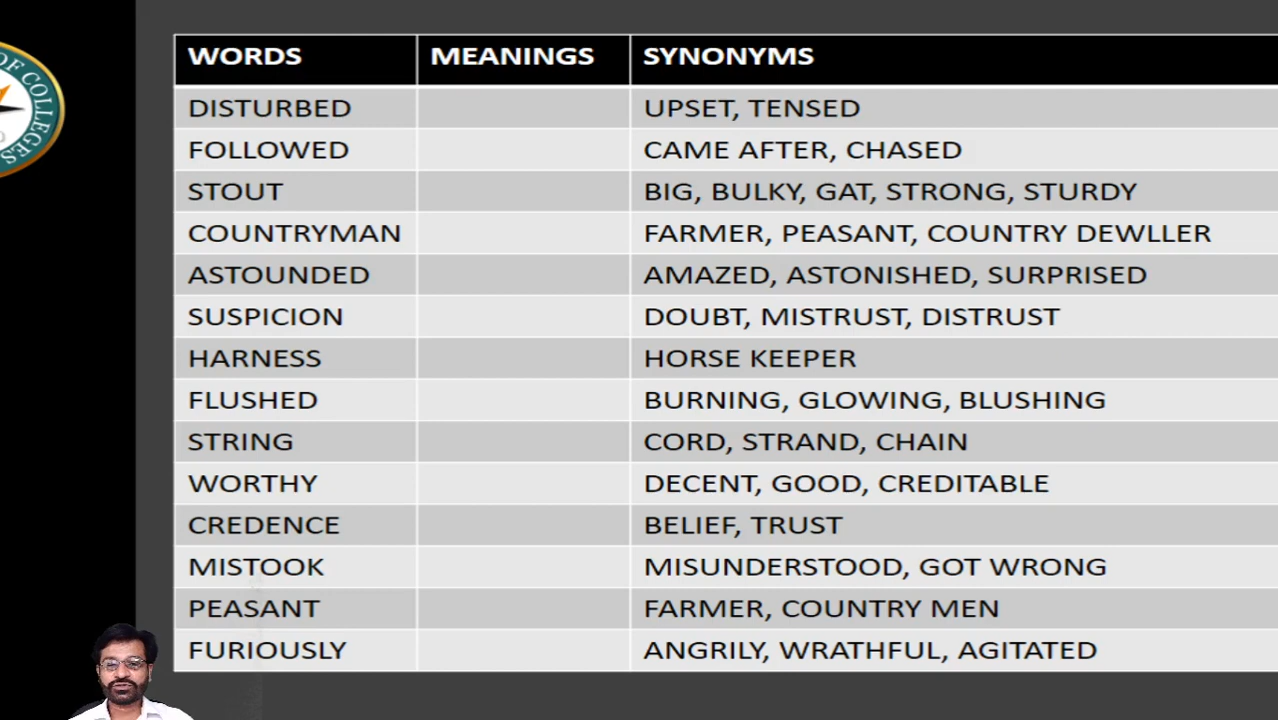 OF COLLEGES
WORDS MEANINGS SYNONYMS
DISTURBED UPSET, TENSED
FOLLOWED CAME AFTER, CHASED
STOUT BIG, BULKY, GAT, STRONG, STURDY
COUNTRYMAN FARMER, PEASANT, COUNTRY DEWLLER
ASTOUNDED AMAZED, ASTONISHED, SURPRISED
SUSPICION DOUBT, MISTRUST, DISTRUST
HARNESS HORSE KEEPER
FLUSHED BURNING, GLOWING, BLUSHING
STRING CORD, STRAND, CHAIN
WORTHY DECENT, GOOD, CREDITABLE
CREDENCE BELIEF, TRUST
MISTOOK MISUNDERSTOOD, GOT WRONG
PEASANT FARMER, COUNTRY MEN
FURIOUSLY ANGRILY, WRATHFUL, AGITATED